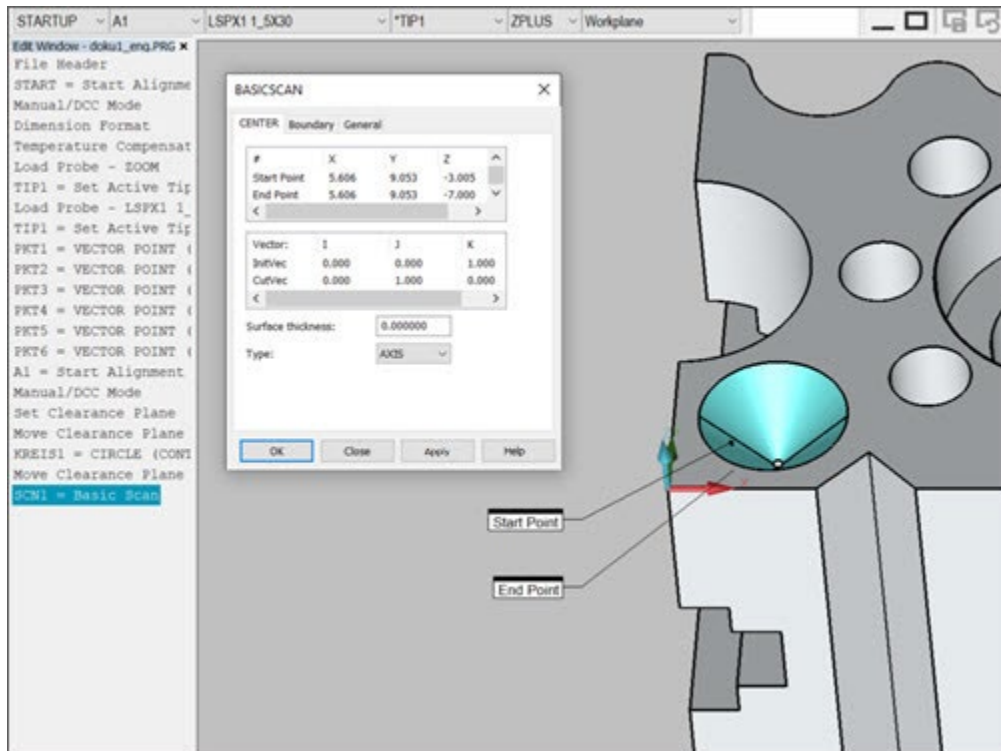 STARTUP A1 LSPX1 1_5X30 *TIP1 ZPLUS Workplane
Edit Window - doku1_eng.PRG ×
File Header
START = Start Alignme
Manual/DCC Mode
Dimension Format
Temperature Compensat
Load Probe - ZOOM
TIP1 = Set Active Tip
Load Probe - LSPX1 1_
TIP1 = Set Active Tip
PKT1 = VECTOR POINT (
PKT2 = VECTOR POINT (
PKT3 = VECTOR POINT (
PKT4 = VECTOR POINT (
PKT5 = VECTOR POINT (
PKT6 = VECTOR POINT (
A1 = Start Alignment
Manual/DCC Mode
Set Clearance Plane
Move Clearance Plane
KREIS1 = CIRCLE (CONT
Move Clearance Plane
SCN1 = Basic Scan
BASICSCAN
CENTER Boundary General
# X Y Z
Start Point 5.606 9.053 -3.005
End Point 5.606 9.053 -7.000
Vector: I J K
InitVec 0.000 0.000 1.000
CutVec 0.000 1.000 0.000
Surface thickness: 0.000000
Type: AXIS
OK Close Apply Help
X
Start Point
End Point